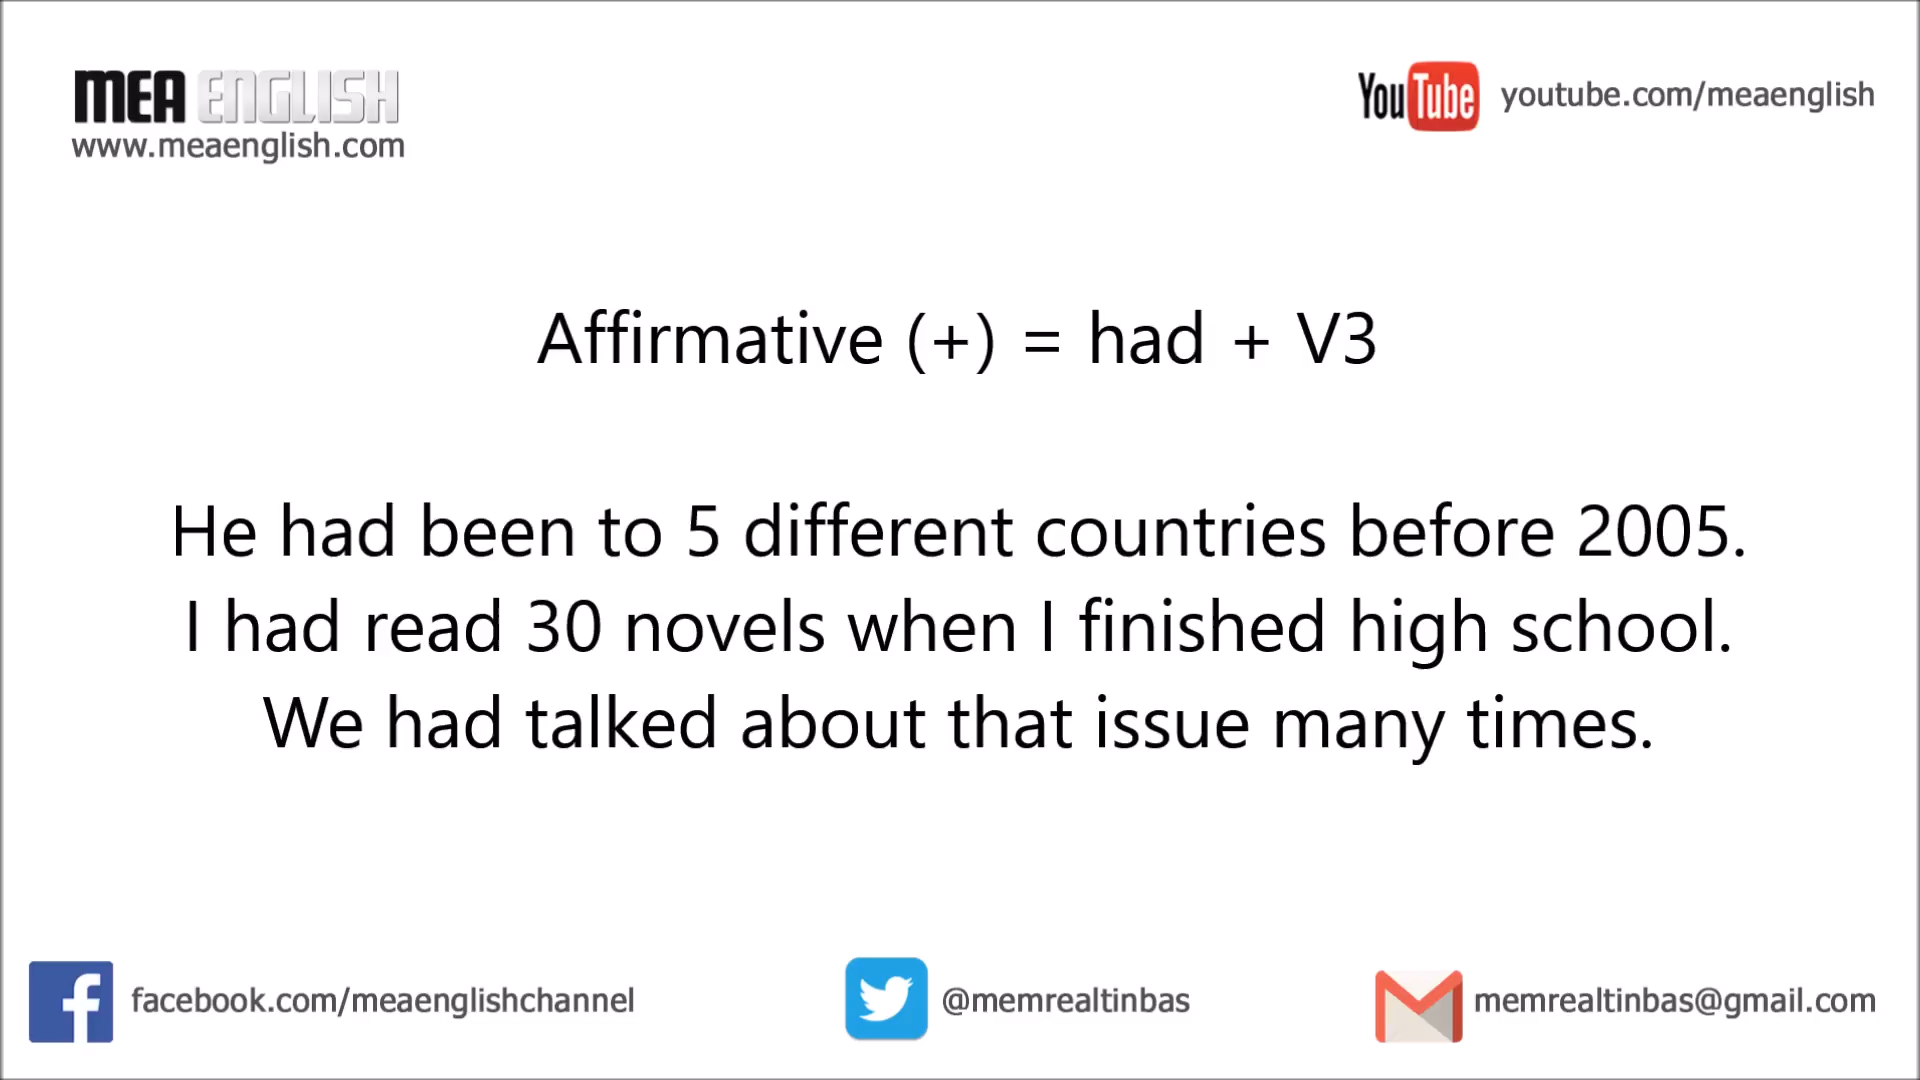 MEA ENGLISH
www.meaenglish.com
YouTube youtube.com/meaenglish
Affirmative (+) = had + V3
He had been to 5 different countries before 2005.
I had read 30 novels when I finished high school.
We had talked about that issue many times.
facebook.com/meaenglishchannel
@memrealtinbas
memrealtinbas@gmail.com